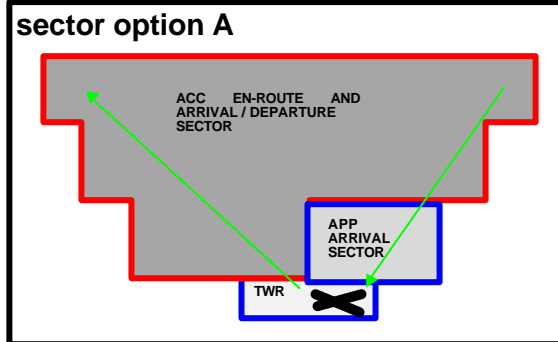 sector option A
ACC EN-ROUTE AND
ARRIVAL / DEPARTURE
SECTOR
APP
ARRIVAL
SECTOR
TWR